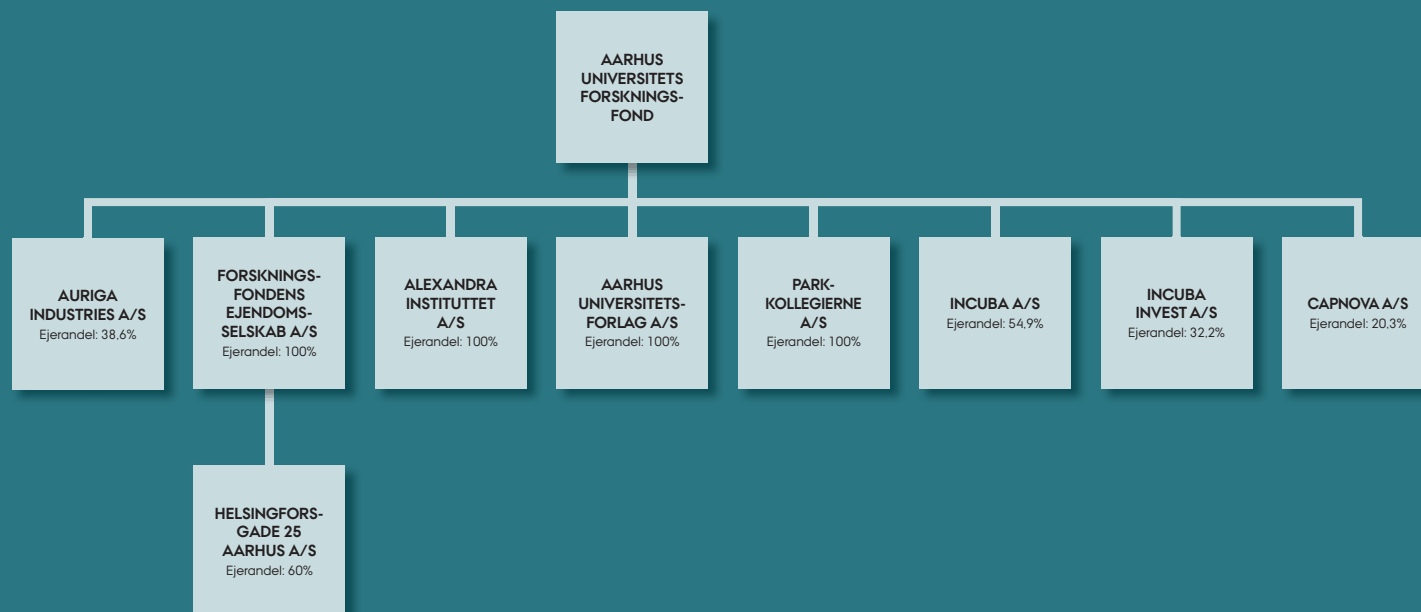 AARHUS
UNIVERSITETS
FORSKNINGS-
FOND
AURIGA
INDUSTRIES A/S
Ejerandel: 38,6%
FORSKNINGS-
FONDENS
EJENDOMS-
SELSKAB A/S
Ejerandel: 100%
ALEXANDRA
INSTITUTTET
A/S
Ejerandel: 100%
AARHUS
UNIVERSITETS-
FORLAG A/S
Ejerandel: 100%
PARK-
KOLLEGIERNE
A/S
Ejerandel: 100%
INCUBA A/S
Ejerandel: 54,9%
INCUBA
INVEST A/S
Ejerandel: 32,2%
CAPNOVA A/S
Ejerandel: 20,3%
HELSINGFORS-
GADE 25
AARHUS A/S
Ejerandel: 60%